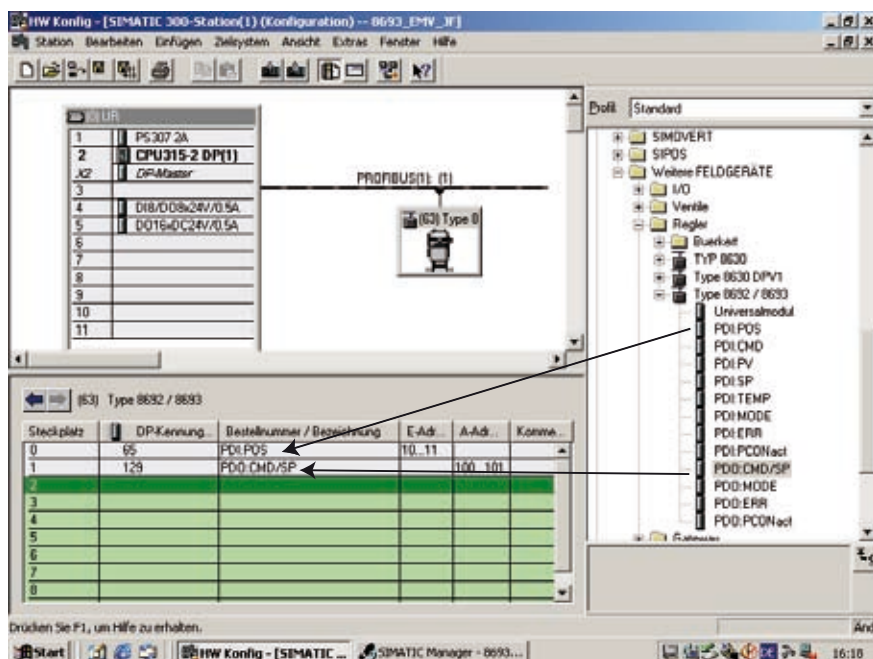 HW Konfig - [SIMATIC 300-Station(1) (Konfiguration) -- 8693_EMV_JF]
Station Bearbeiten Einfügen Zielsystem Ansicht Extras Fenster Hilfe
(0) UR
1 PS307 2A
2 CPU315-2 DP(1)
X2 DP-Master
3
4 DI8/DO8x24V/0.5A
5 DO16xDC24V/0.5A
6
7
8
9
10
11
PROFIBUS(1): (1)
(63) Type 8
Profil Standard
SIMOVERT
SIPOS
Weitere FELDGERÄTE
I/O
Ventile
Regler
Buerkert
TYP 8630
Type 8630 DPV1
Type 8692 / 8693
Universalmodul
PDI:POS
PDI:CMD
PDI:PV
PDI:SP
PDI:TEMP
PDI:MODE
PDI:ERR
PDI:PCONact
PDO:CMD/SP
PDO:MODE
PDO:ERR
PDO:PCONact
Gateway
(63) Type 8692 / 8693
Steckplatz DP-Kennung... Bestellnummer / Bezeichnung E-Adr... A-Adr... Komme...
0 65 PDI:POS 10...11
1 129 PDO:CMD/SP 100...101
2
3
4
5
6
7
8
Drücken Sie F1, um Hilfe zu erhalten.
Änd
Start
HW Konfig - [SIMATIC ...
SIMATIC Manager - 8693...
16:18